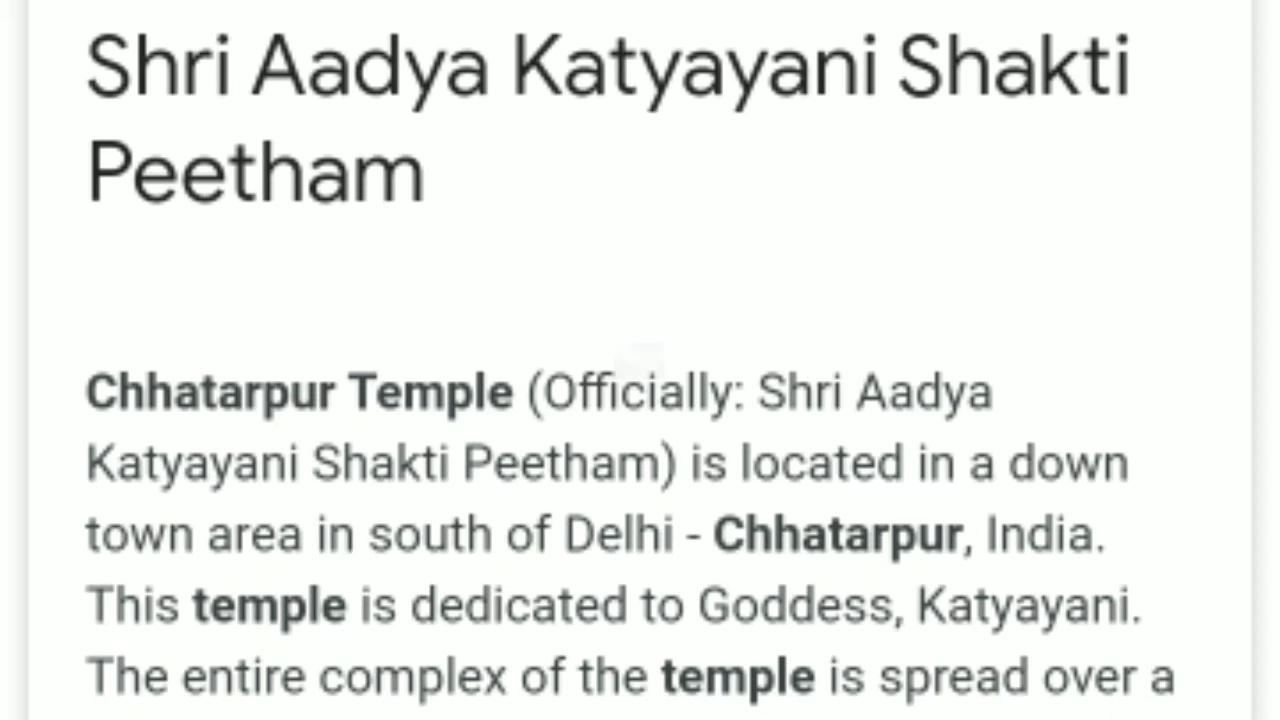 Shri Aadya Katyayani Shakti
Peetham
Chhatarpur Temple (Officially: Shri Aadya
Katyayani Shakti Peetham) is located in a down
town area in south of Delhi - Chhatarpur, India.
This temple is dedicated to Goddess, Katyayani.
The entire complex of the temple is spread over a